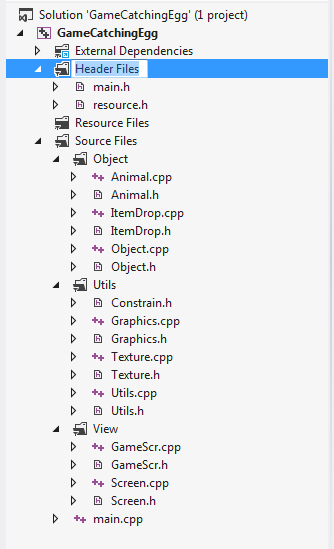 Solution 'GameCatchingEgg' (1 project)
GameCatchingEgg
External Dependencies
Header Files
main.h
resource.h
Resource Files
Source Files
Object
Animal.cpp
Animal.h
ItemDrop.cpp
ItemDrop.h
Object.cpp
Object.h
Utils
Constrain.h
Graphics.cpp
Graphics.h
Texture.cpp
Texture.h
Utils.cpp
Utils.h
View
GameScr.cpp
GameScr.h
Screen.cpp
Screen.h
main.cpp